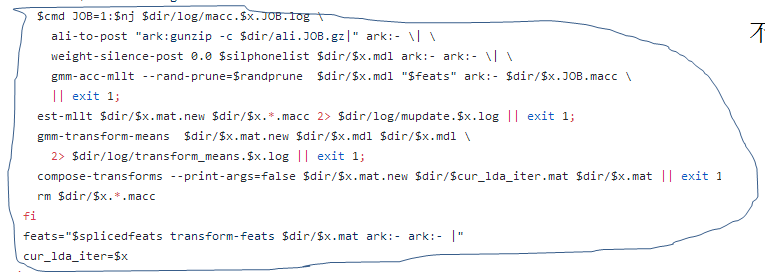 $cmd JOB=1:$nj $dir/log/macc.$x.JOB.log \
ali-to-post "ark:gunzip -c $dir/ali.JOB.gz|" ark:- \| \
weight-silence-post 0.0 $silphonelist $dir/$x.mdl ark:- ark:- \| \
gmm-acc-mllt --rand-prune=$randprune  $dir/$x.mdl "$feats" ark:- $dir/$x.JOB.macc \
|| exit 1;
est-mllt $dir/$x.mat.new $dir/$x.*.macc 2> $dir/log/mupdate.$x.log || exit 1;
gmm-transform-means  $dir/$x.mat.new $dir/$x.mdl $dir/$x.mdl \
2> $dir/log/transform_means.$x.log || exit 1;
compose-transforms --print-args=false $dir/$x.mat.new $dir/$cur_lda_iter.mat $dir/$x.mat || exit 1
rm $dir/$x.*.macc
fi
feats="$splicedfeats transform-feats $dir/$x.mat ark:- ark:- |"
cur_lda_iter=$x